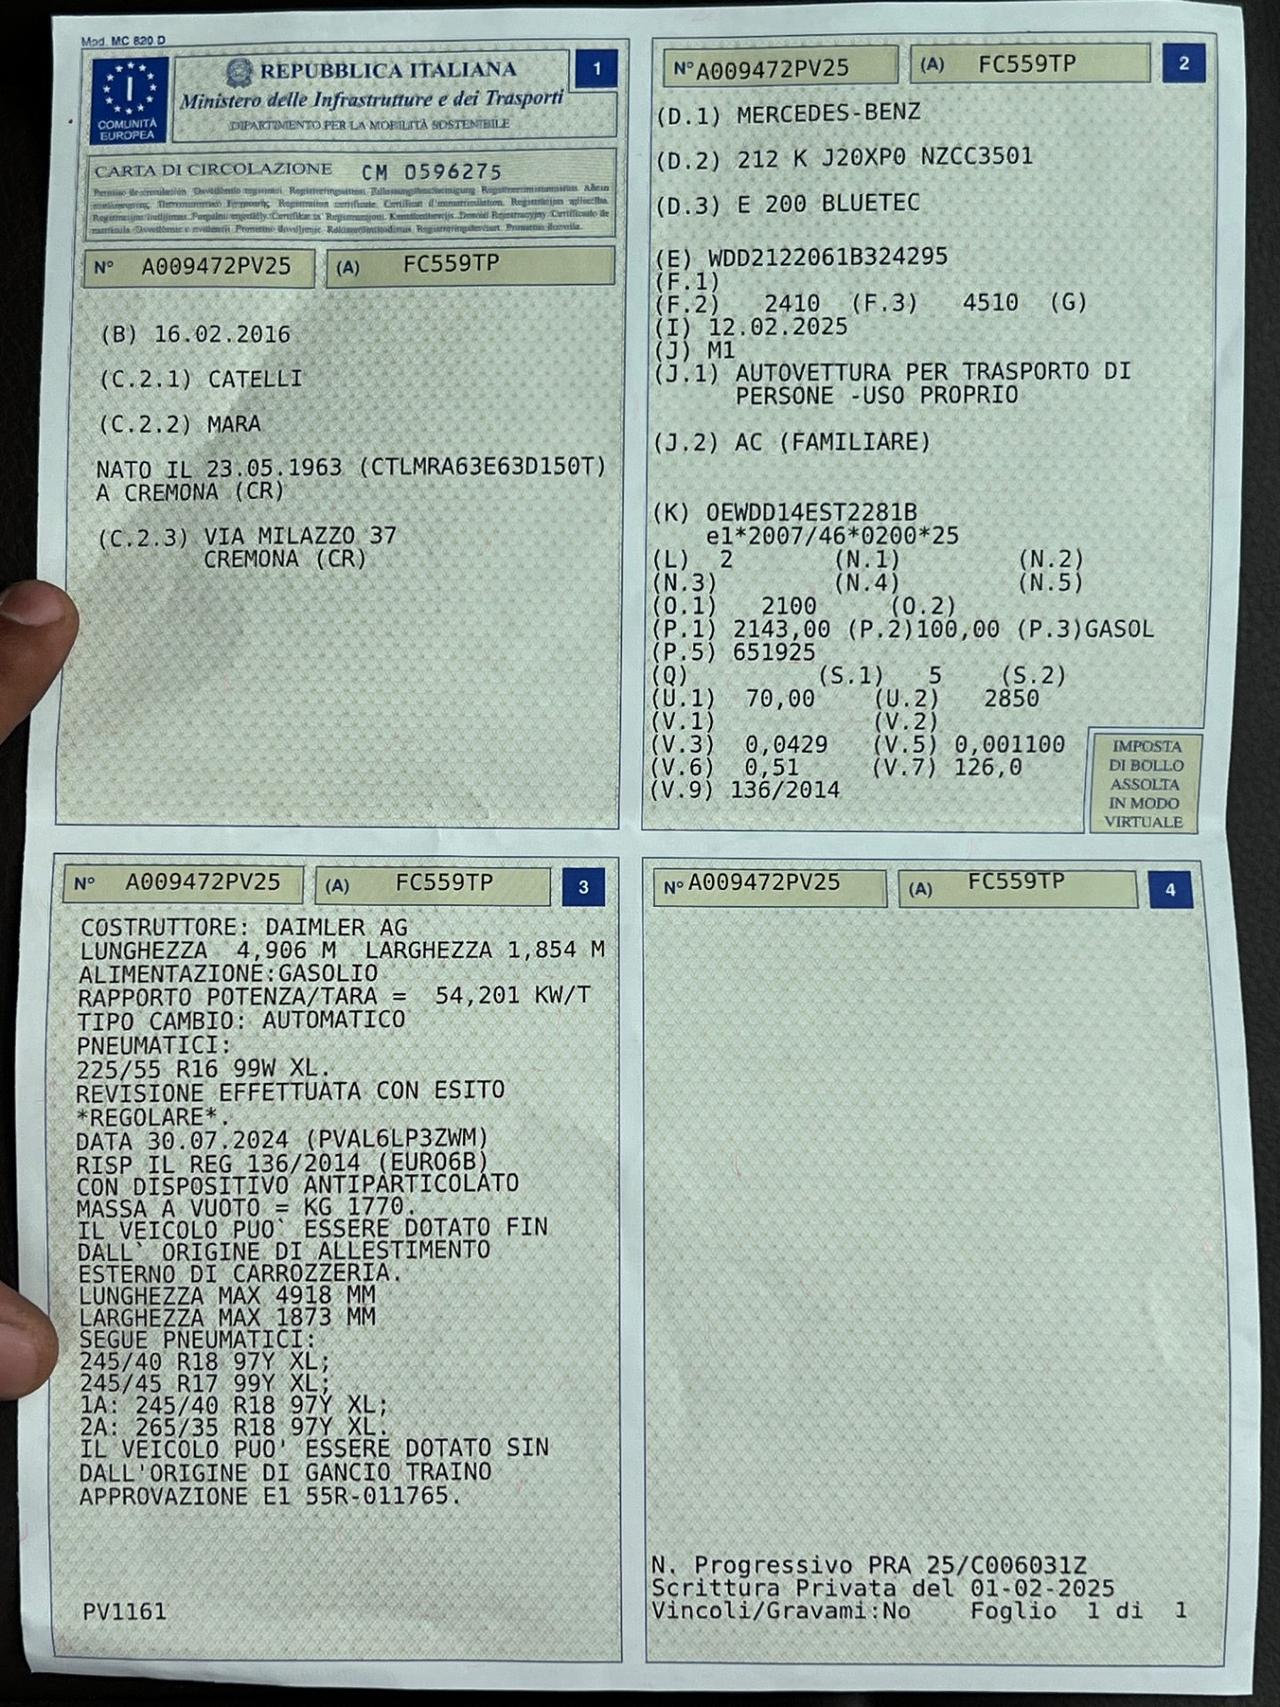 Mod. MC 820 D
I
COMUNITÀ
EUROPEA
REPUBBLICA ITALIANA
Ministero delle Infrastrutture e dei Trasporti
DIPARTIMENTO PER LA MOBILITÀ SOSTENIBILE
1
CARTA DI CIRCOLAZIONE CM 0596275
N° A009472PV25 (A) FC559TP
(B) 16.02.2016
(C.2.1) CATELLI
(C.2.2) MARA
NATO IL 23.05.1963 (CTLMRA63E63D150T)
A CREMONA (CR)
(C.2.3) VIA MILAZZO 37
CREMONA (CR)
N° A009472PV25 (A) FC559TP 2
(D.1) MERCEDES-BENZ
(D.2) 212 K J20XP0 NZCC3501
(D.3) E 200 BLUETEC
(E) WDD2122061B324295
(F.1)
(F.2) 2410 (F.3) 4510 (G)
(I) 12.02.2025
(J) M1
(J.1) AUTOVETTURA PER TRASPORTO DI
PERSONE -USO PROPRIO
(J.2) AC (FAMILIARE)
(K) OEWDD14EST2281B
e1*2007/46*0200*25
(L) 2 (N.1) (N.2)
(N.3) (N.4) (N.5)
(O.1) 2100 (O.2)
(P.1) 2143,00 (P.2)100,00 (P.3)GASOL
(P.5) 651925
(Q) (S.1) 5 (S.2)
(U.1) 70,00 (U.2) 2850
(V.1) (V.2)
(V.3) 0,0429 (V.5) 0,001100
(V.6) 0,51 (V.7) 126,0
(V.9) 136/2014
IMPOSTA
DI BOLLO
ASSOLTA
IN MODO
VIRTUALE
N° A009472PV25 (A) FC559TP 3
COSTRUTTORE: DAIMLER AG
LUNGHEZZA 4,906 M LARGHEZZA 1,854 M
ALIMENTAZIONE:GASOLIO
RAPPORTO POTENZA/TARA = 54,201 KW/T
TIPO CAMBIO: AUTOMATICO
PNEUMATICI:
225/55 R16 99W XL.
REVISIONE EFFETTUATA CON ESITO
*REGOLARE*.
DATA 30.07.2024 (PVAL6LP3ZWM)
RISP IL REG 136/2014 (EURO6B)
CON DISPOSITIVO ANTIPARTICOLATO
MASSA A VUOTO = KG 1770.
IL VEICOLO PUO` ESSERE DOTATO FIN
DALL` ORIGINE DI ALLESTIMENTO
ESTERNO DI CARROZZERIA.
LUNGHEZZA MAX 4918 MM
LARGHEZZA MAX 1873 MM
SEGUE PNEUMATICI:
245/40 R18 97Y XL;
245/45 R17 99Y XL;
1A: 245/40 R18 97Y XL;
2A: 265/35 R18 97Y XL.
IL VEICOLO PUO' ESSERE DOTATO SIN
DALL'ORIGINE DI GANCIO TRAINO
APPROVAZIONE E1 55R-011765.
PV1161
N° A009472PV25 (A) FC559TP 4
N. Progressivo PRA 25/C006031Z
Scrittura Privata del 01-02-2025
Vincoli/Gravami:No Foglio 1 di 1